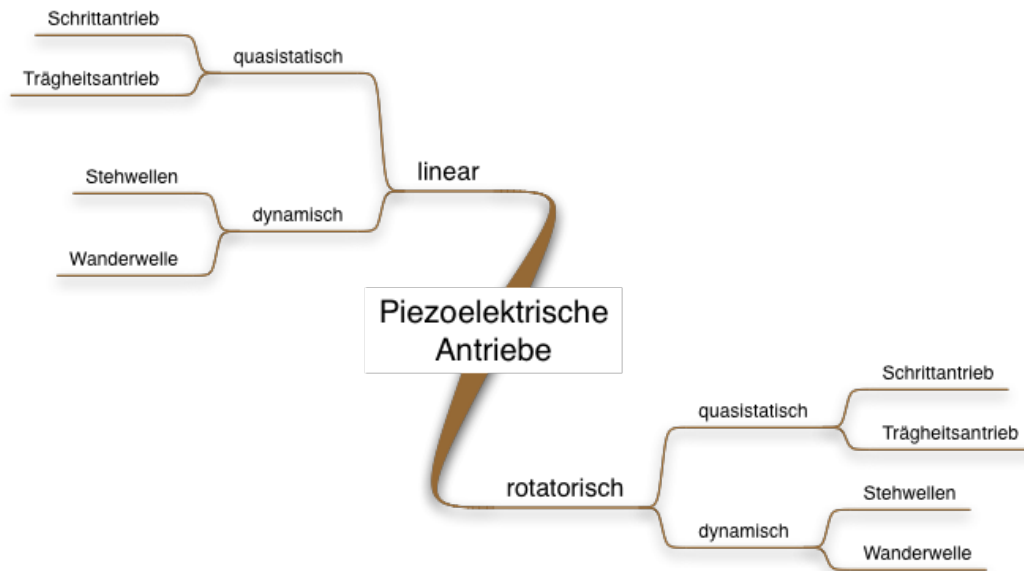 Schrittantrieb
quasistatisch
Trägheitsantrieb
linear
Stehwellen
dynamisch
Wanderwelle
Piezoelektrische
Antriebe
Schrittantrieb
quasistatisch
Trägheitsantrieb
rotatorisch
Stehwellen
dynamisch
Wanderwelle